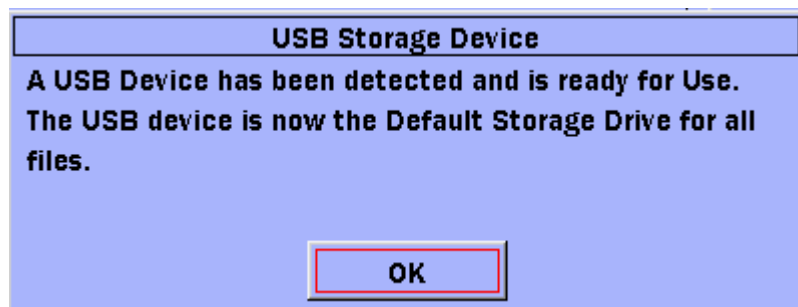 USB Storage Device
A USB Device has been detected and is ready for Use.
The USB device is now the Default Storage Drive for all
files.
OK